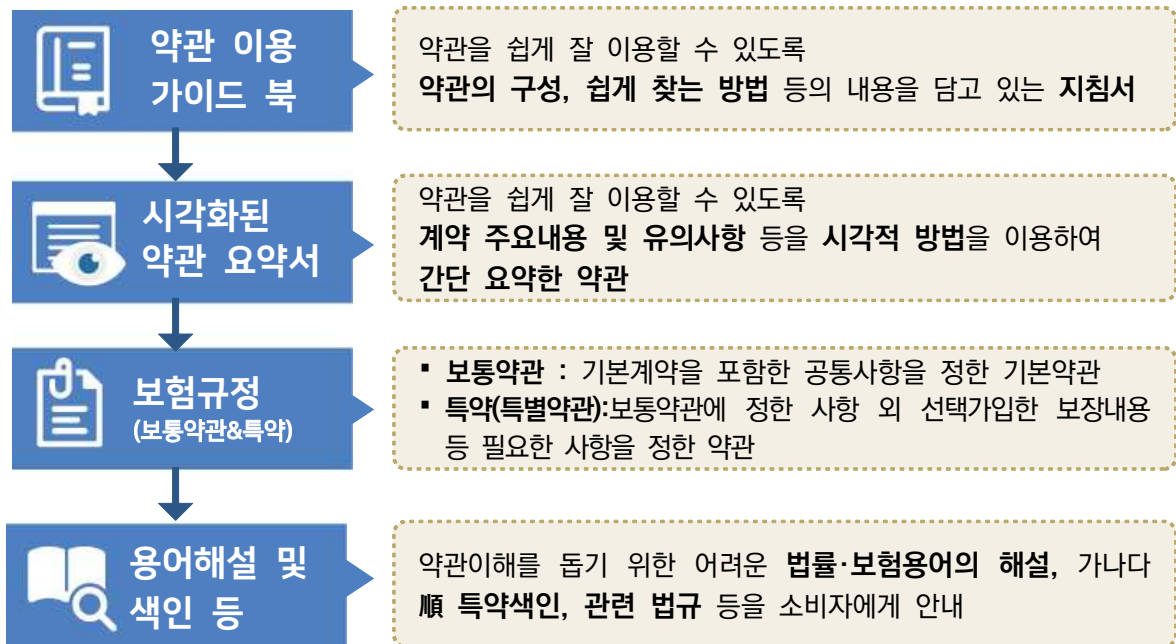 약관 이용
가이드 북
약관을 쉽게 잘 이용할 수 있도록
약관의 구성, 쉽게 찾는 방법 등의 내용을 담고 있는 지침서
시각화된
약관 요약서
약관을 쉽게 잘 이용할 수 있도록
계약 주요내용 및 유의사항 등을 시각적 방법을 이용하여
간단 요약한 약관
보험규정
(보통약관&특약)
▪ 보통약관 : 기본계약을 포함한 공통사항을 정한 기본약관
▪ 특약(특별약관):보통약관에 정한 사항 외 선택가입한 보장내용
등 필요한 사항을 정한 약관
용어해설 및
색인 등
약관이해를 돕기 위한 어려운 법률·보험용어의 해설, 가나다
順 특약색인, 관련 법규 등을 소비자에게 안내